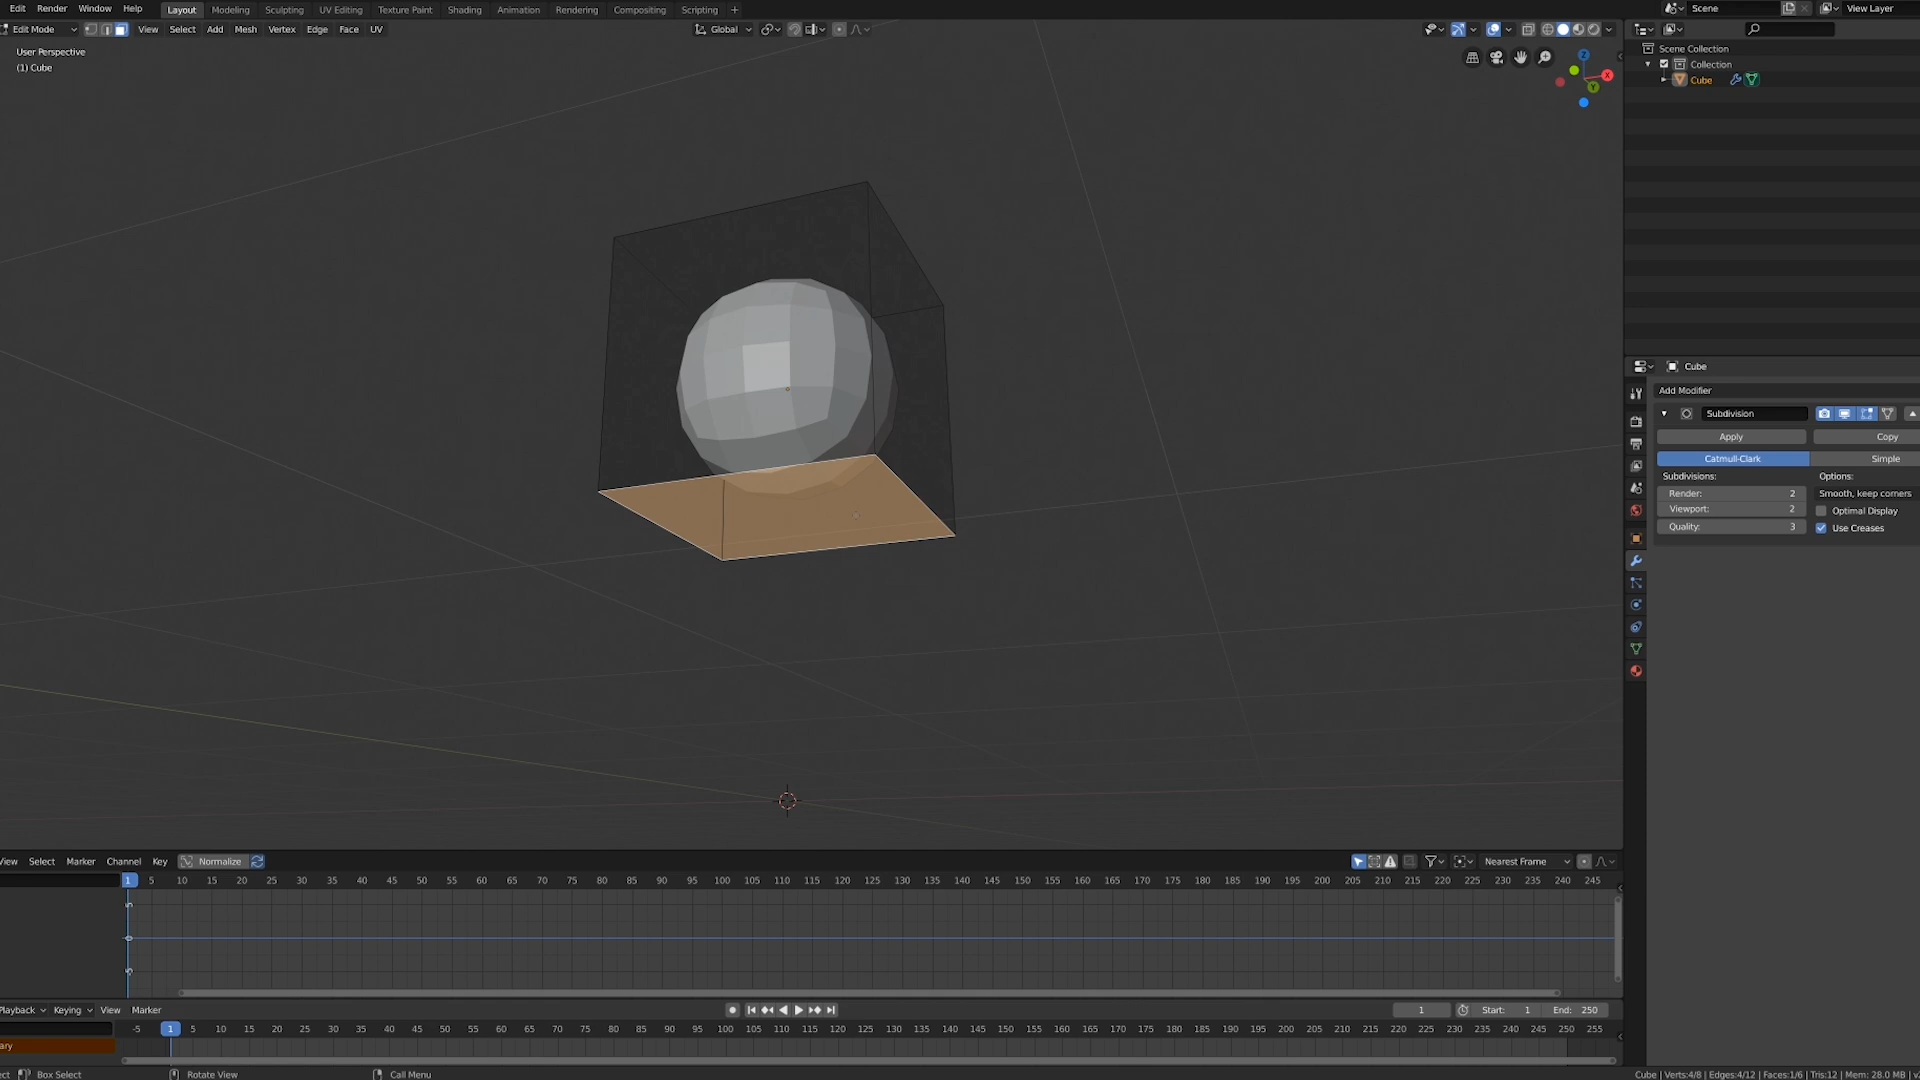 Edit Render Window Help Layout Modeling Sculpting UV Editing Texture Paint Shading Animation Rendering Compositing Scripting + Scene View Layer
Edit Mode View Select Add Mesh Vertex Edge Face UV Global
User Perspective
(1) Cube
Z
X
Y
Scene Collection
Collection
Cube
Cube
Add Modifier
Subdivision
Apply Copy
Catmull-Clark Simple
Subdivisions: Options:
Render: 2 Smooth, keep corners
Viewport: 2 Optimal Display
Quality: 3 Use Creases
View Select Marker Channel Key Normalize Nearest Frame
1 5 10 15 20 25 30 35 40 45 50 55 60 65 70 75 80 85 90 95 100 105 110 115 120 125 130 135 140 145 150 155 160 165 170 175 180 185 190 195 200 205 210 215 220 225 230 235 240 245
5
0
-5
Playback Keying View Marker 1 Start: 1 End: 250
-5 1 5 10 15 20 25 30 35 40 45 50 55 60 65 70 75 80 85 90 95 100 105 110 115 120 125 130 135 140 145 150 155 160 165 170 175 180 185 190 195 200 205 210 215 220 225 230 235 240 245 250 255
ary
ect Box Select Rotate View Call Menu Cube | Verts:4/8 | Edges:4/12 | Faces:1/6 | Tris:12 | Mem: 28.0 MB | v